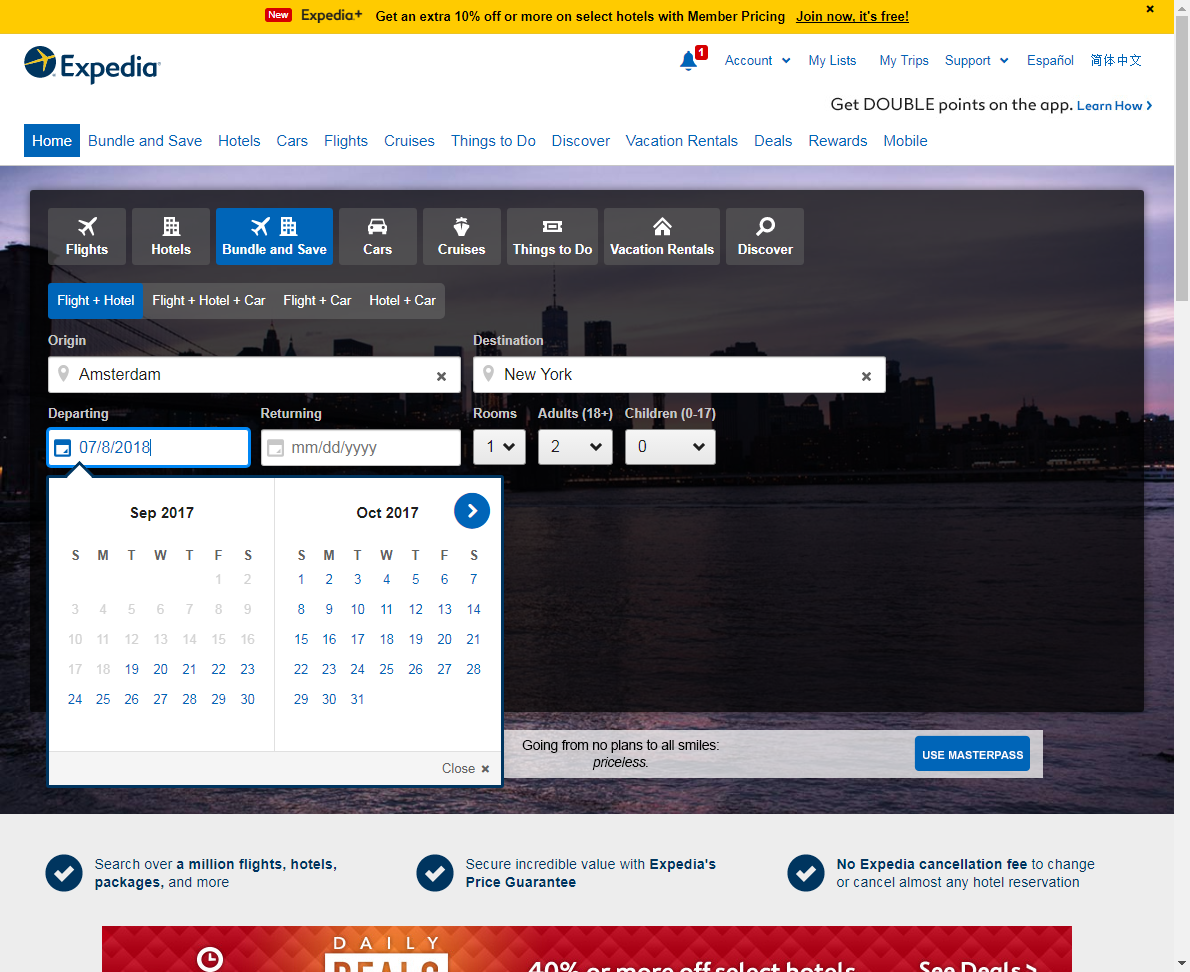 New Expedia+ Get an extra 10% off or more on select hotels with Member Pricing Join now, it's free!
Expedia
1
Account My Lists My Trips Support Español 简体中文
Get DOUBLE points on the app. Learn How
Home Bundle and Save Hotels Cars Flights Cruises Things to Do Discover Vacation Rentals Deals Rewards Mobile
Flights Hotels Bundle and Save Cars Cruises Things to Do Vacation Rentals Discover
Flight + Hotel Flight + Hotel + Car Flight + Car Hotel + Car
Origin Destination
Amsterdam New York
Departing Returning Rooms Adults (18+) Children (0-17)
07/8/2018 mm/dd/yyyy 1 2 0
Sep 2017
S M T W T F S
1 2
3 4 5 6 7 8 9
10 11 12 13 14 15 16
17 18 19 20 21 22 23
24 25 26 27 28 29 30
Oct 2017
S M T W T F S
1 2 3 4 5 6 7
8 9 10 11 12 13 14
15 16 17 18 19 20 21
22 23 24 25 26 27 28
29 30 31
Close
Going from no plans to all smiles:
priceless.
USE MASTERPASS
Search over a million flights, hotels,
packages, and more
Secure incredible value with Expedia's
Price Guarantee
No Expedia cancellation fee to change
or cancel almost any hotel reservation
DAILY
DEALS
40% or more off select hotels
See Deals >